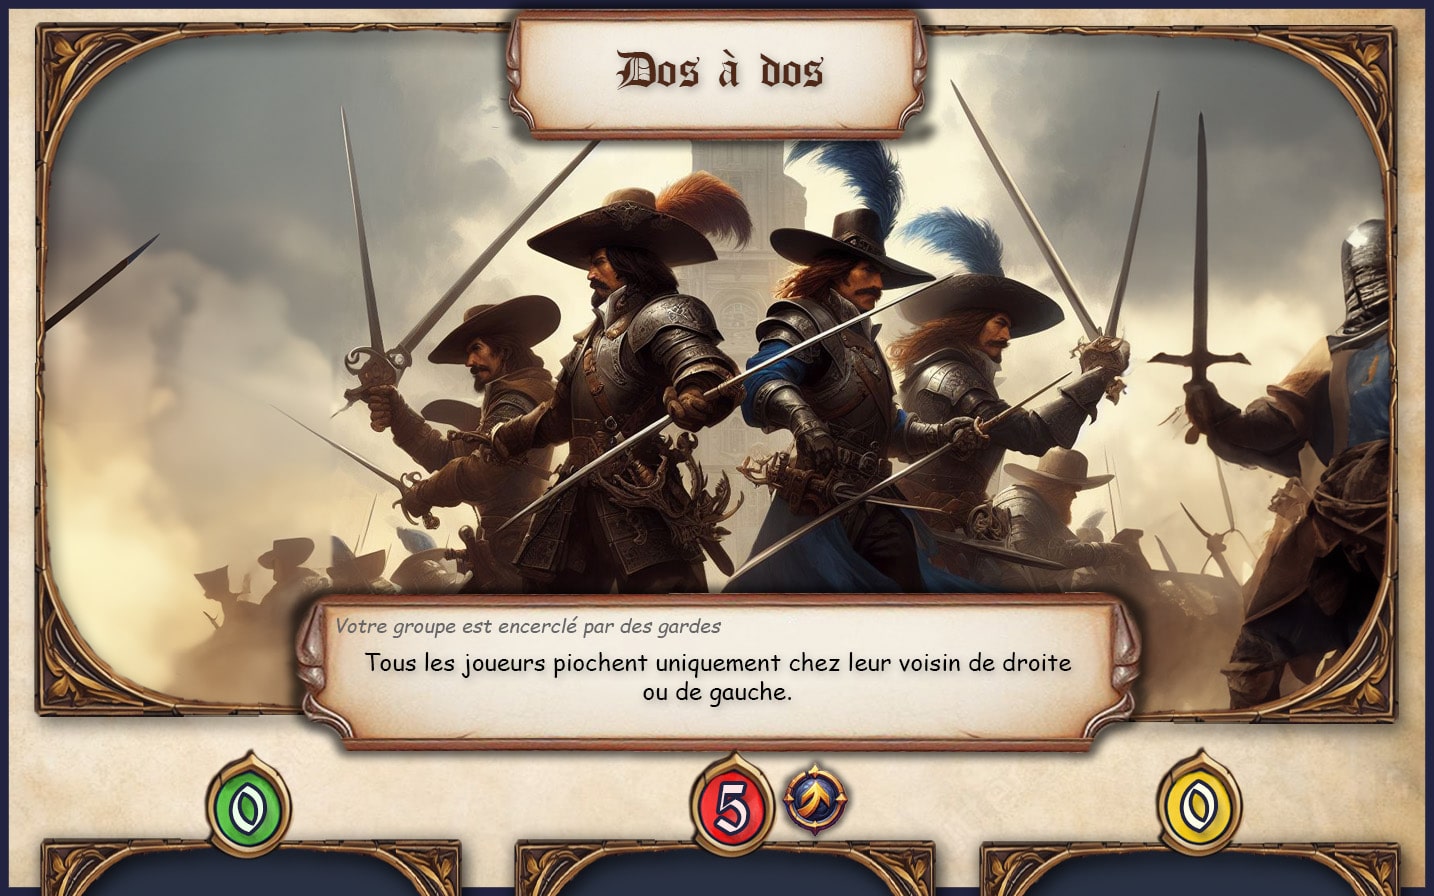 Dos à dos
Votre groupe est encerclé par des gardes
Tous les joueurs piochent uniquement chez leur voisin de droite
ou de gauche.
0
5
0